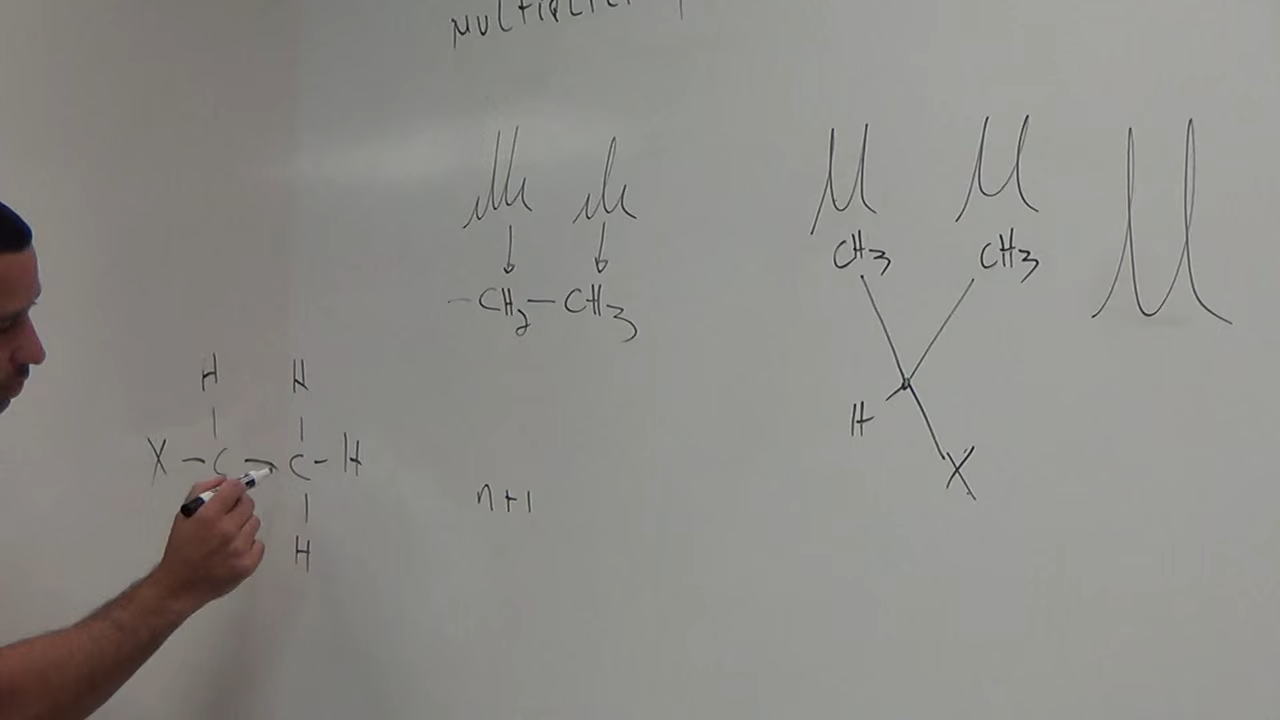 CH3 CH3
CH2 — CH3
H H
H
X — C — C — H
X
n+1
H